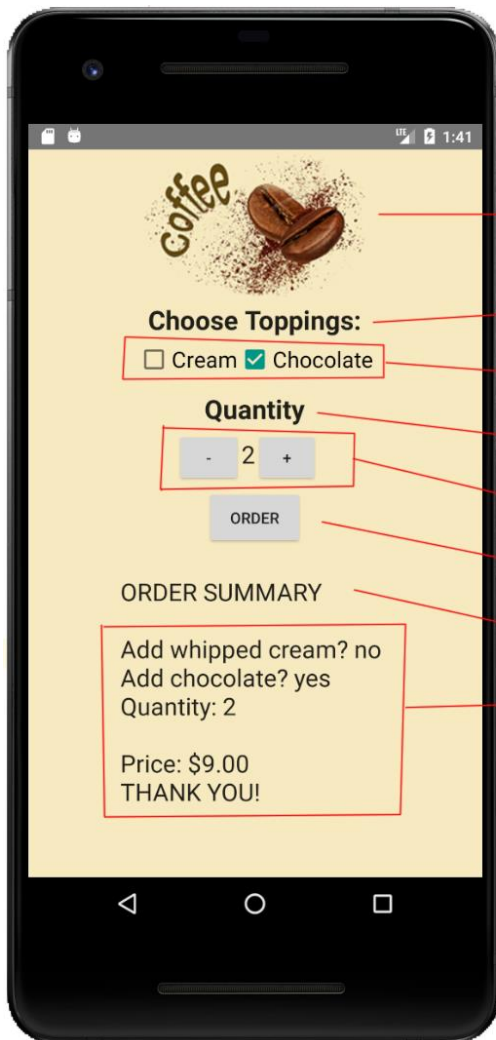 LTE 1:41
Coffee
Choose Toppings:
Cream Chocolate
Quantity
- 2 +
ORDER
ORDER SUMMARY
Add whipped cream? no
Add chocolate? yes
Quantity: 2
Price: $9.00
THANK YOU!